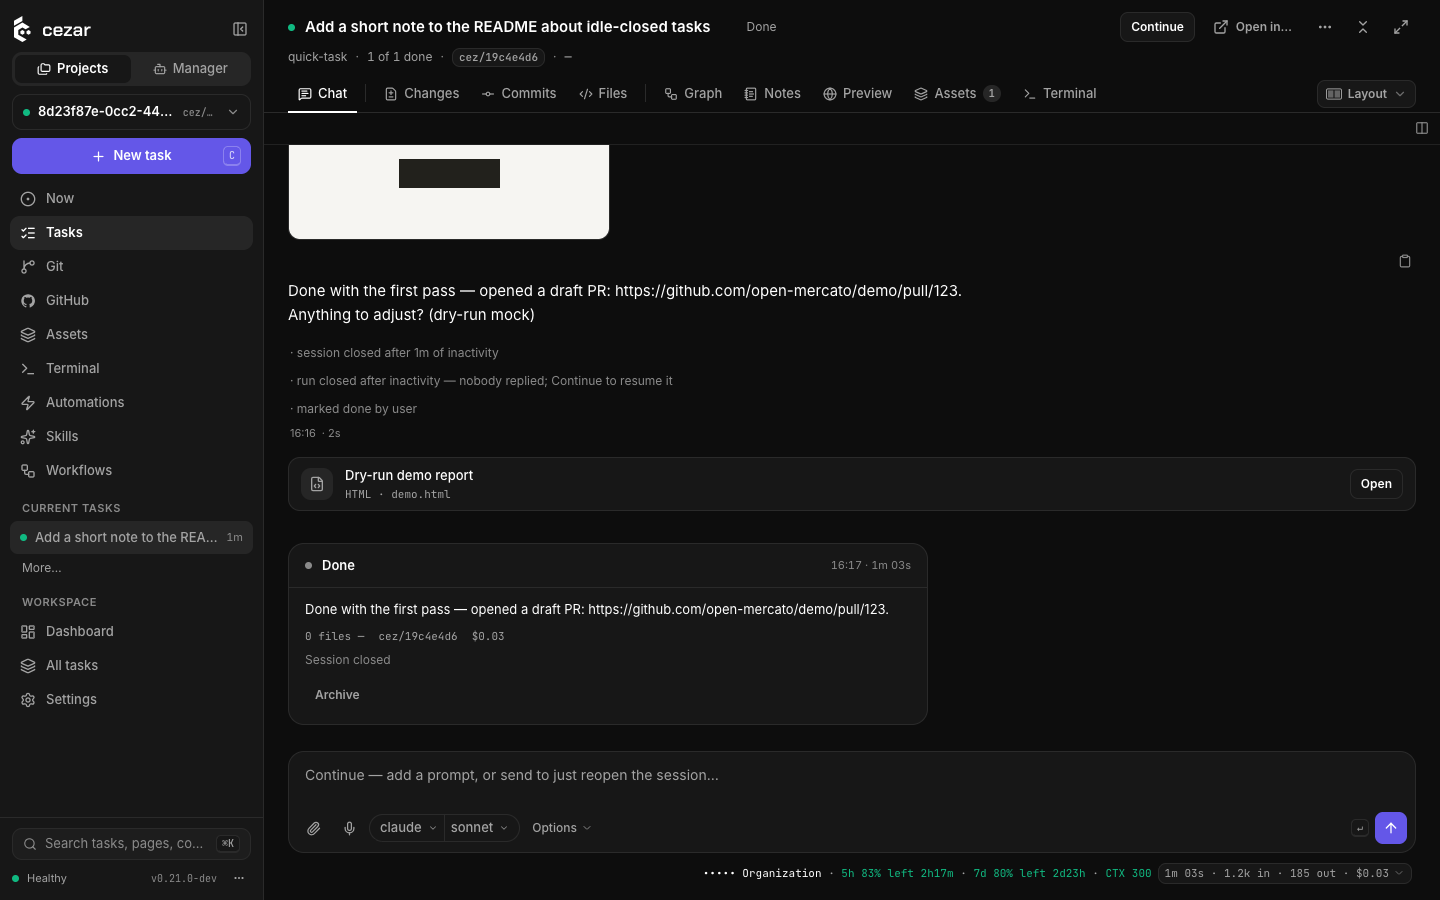 cezar
Projects
Manager
8d23f87e-0cc2-44... cez/...
New task C
Now
Tasks
Git
GitHub
Assets
Terminal
Automations
Skills
Workflows
CURRENT TASKS
Add a short note to the REA... 1m
More...
WORKSPACE
Dashboard
All tasks
Settings
Search tasks, pages, co... ⌘K
Healthy v0.21.0-dev ···
Add a short note to the README about idle-closed tasks Done
Continue Open in... ···
quick-task · 1 of 1 done · cez/19c4e4d6 · —
Chat Changes Commits Files Graph Notes Preview Assets 1 Terminal Layout
Done with the first pass — opened a draft PR: https://github.com/open-mercato/demo/pull/123.
Anything to adjust? (dry-run mock)
· session closed after 1m of inactivity
· run closed after inactivity — nobody replied; Continue to resume it
· marked done by user
16:16 · 2s
Dry-run demo report
HTML · demo.html
Open
Done 16:17 · 1m 03s
Done with the first pass — opened a draft PR: https://github.com/open-mercato/demo/pull/123.
0 files — cez/19c4e4d6 $0.03
Session closed
Archive
Continue — add a prompt, or send to just reopen the session...
claude sonnet Options
••••• Organization · 5h 83% left 2h17m · 7d 80% left 2d23h · CTX 300 1m 03s · 1.2k in · 185 out · $0.03